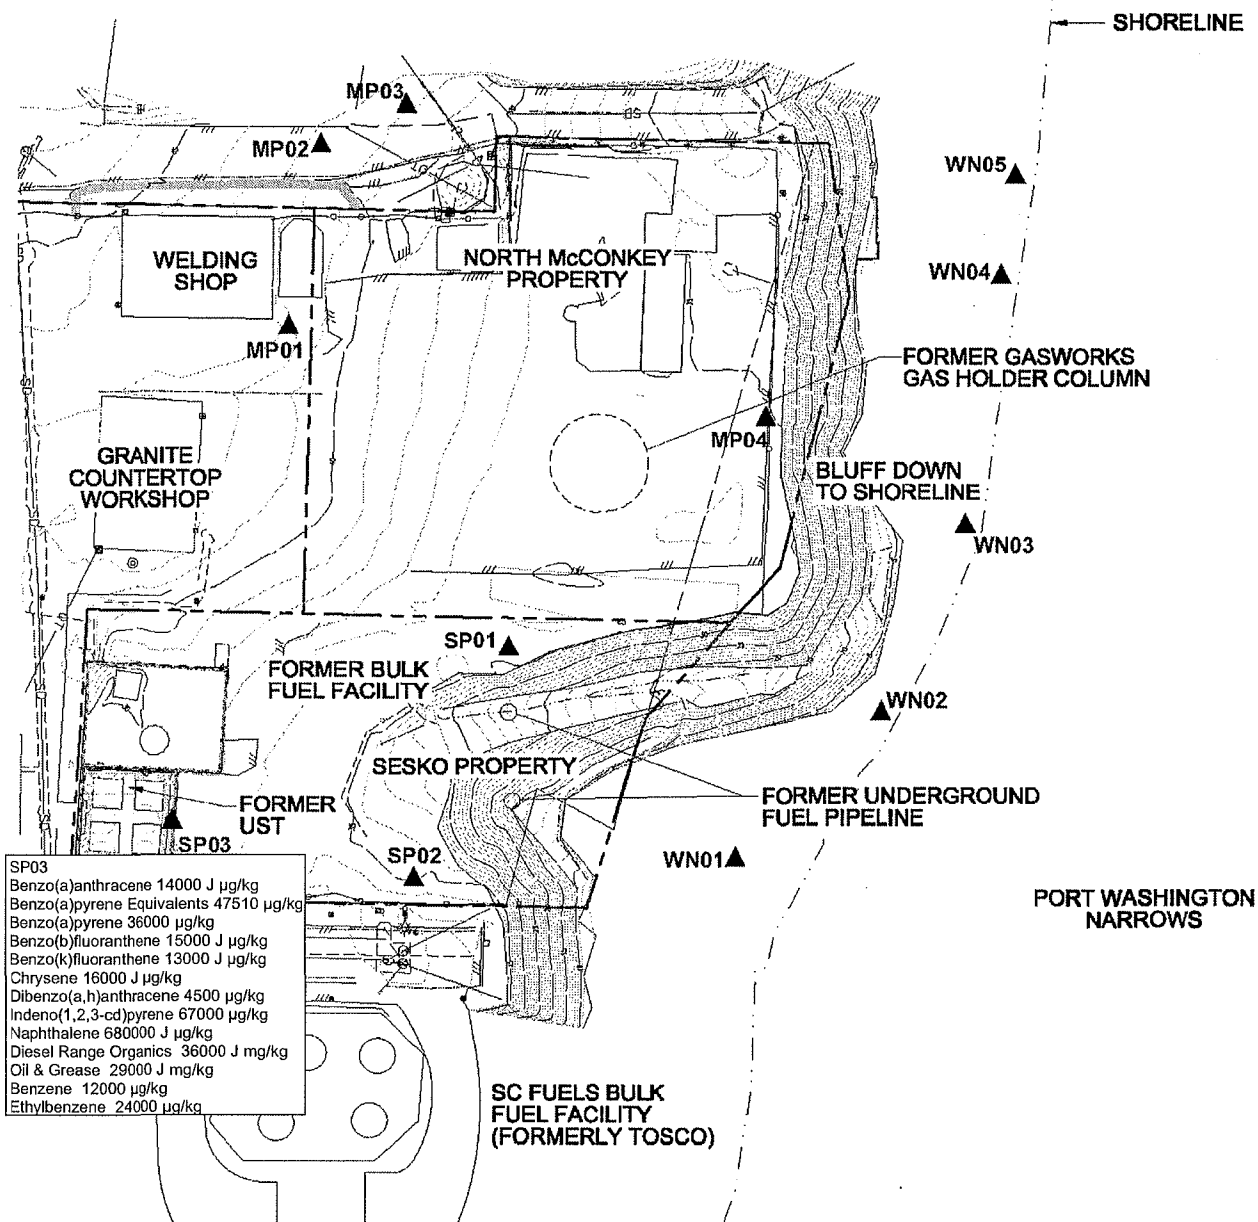 SHORELINE
MP03
MP02
WN05
WELDING
SHOP
NORTH McCONKEY
PROPERTY
WN04
MP01
FORMER GASWORKS
GAS HOLDER COLUMN
MP04
GRANITE
COUNTERTOP
WORKSHOP
BLUFF DOWN
TO SHORELINE
WN03
SP01
FORMER BULK
FUEL FACILITY
WN02
SESKO PROPERTY
FORMER
UST
FORMER UNDERGROUND
FUEL PIPELINE
SP03
SP02
WN01
PORT WASHINGTON
NARROWS
SP03
Benzo(a)anthracene 14000 J µg/kg
Benzo(a)pyrene Equivalents 47510 µg/kg
Benzo(a)pyrene 36000 µg/kg
Benzo(b)fluoranthene 15000 J µg/kg
Benzo(k)fluoranthene 13000 J µg/kg
Chrysene 16000 J µg/kg
Dibenzo(a,h)anthracene 4500 µg/kg
Indeno(1,2,3-cd)pyrene 67000 µg/kg
Naphthalene 680000 J µg/kg
Diesel Range Organics 36000 J mg/kg
Oil & Grease 29000 J mg/kg
Benzene 12000 µg/kg
Ethylbenzene 24000 µg/kg
SC FUELS BULK
FUEL FACILITY
(FORMERLY TOSCO)